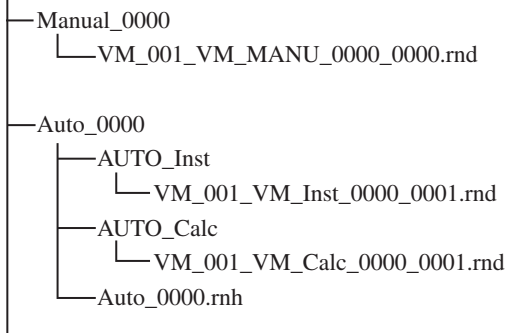 Manual_0000
VM_001_VM_MANU_0000_0000.rnd
Auto_0000
AUTO_Inst
VM_001_VM_Inst_0000_0001.rnd
AUTO_Calc
VM_001_VM_Calc_0000_0001.rnd
Auto_0000.rnh